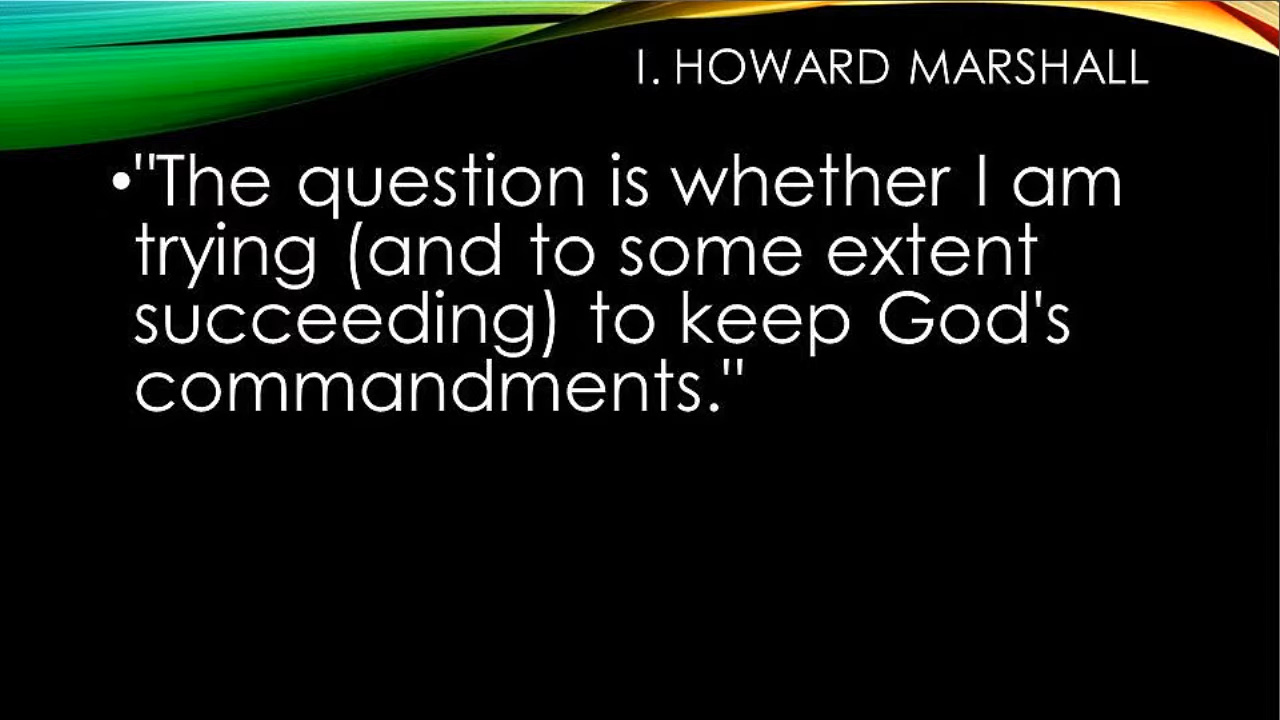 I. HOWARD MARSHALL
•"The question is whether I am
trying (and to some extent
succeeding) to keep God's
commandments."